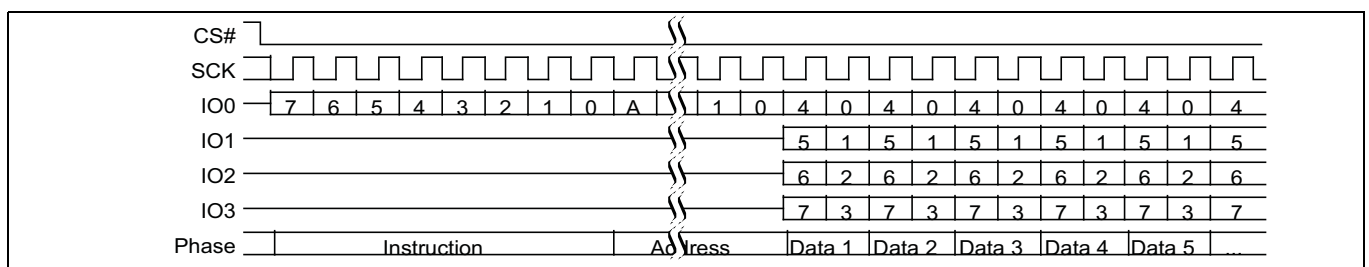 CS#
SCK
IO0 7 6 5 4 3 2 1 0 A 1 0 4 0 4 0 4 0 4 0 4 0 4
IO1 5 1 5 1 5 1 5 1 5 1 5
IO2 6 2 6 2 6 2 6 2 6 2 6
IO3 7 3 7 3 7 3 7 3 7 3 7
Phase Instruction Address Data 1 Data 2 Data 3 Data 4 Data 5 ...